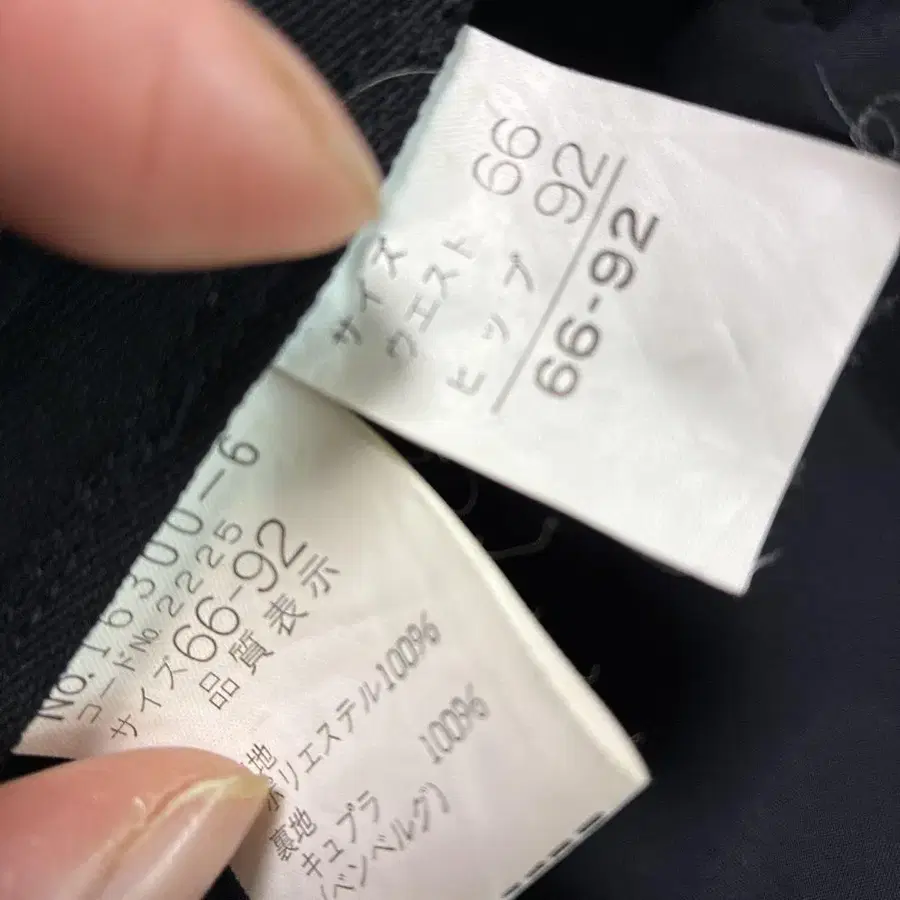 サイズ
ウエスト 66
ヒップ 92
66-92
NO.16300-6
コードNo.2225
サイズ66-92
品質表示
地
ポリエステル100%
裏地
キュプラ 100%
(ベンベルグ)